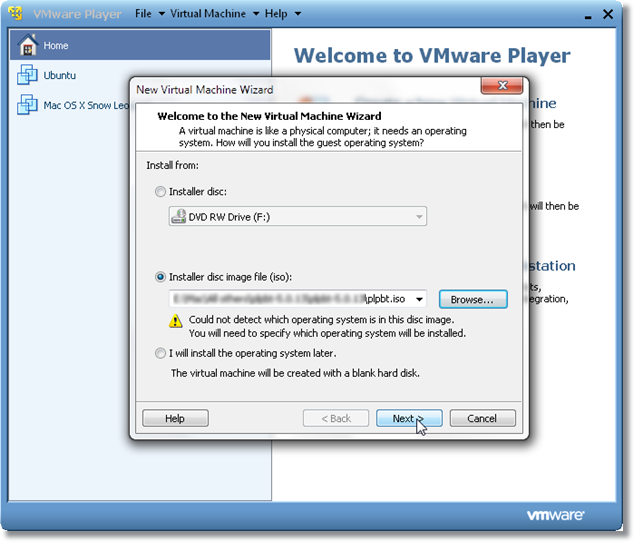 VMware Player File Virtual Machine Help
Home
Ubuntu
Mac OS X Snow Leo
Welcome to VMware Player
Machine
then be
will then be
station
New Virtual Machine Wizard
Welcome to the New Virtual Machine Wizard
A virtual machine is like a physical computer; it needs an operating
system. How will you install the guest operating system?
Install from:
Installer disc:
DVD RW Drive (F:)
Installer disc image file (iso):
\plpbt.iso
Browse...
Could not detect which operating system is in this disc image.
You will need to specify which operating system will be installed.
I will install the operating system later.
The virtual machine will be created with a blank hard disk.
Help < Back Next > Cancel
vmware